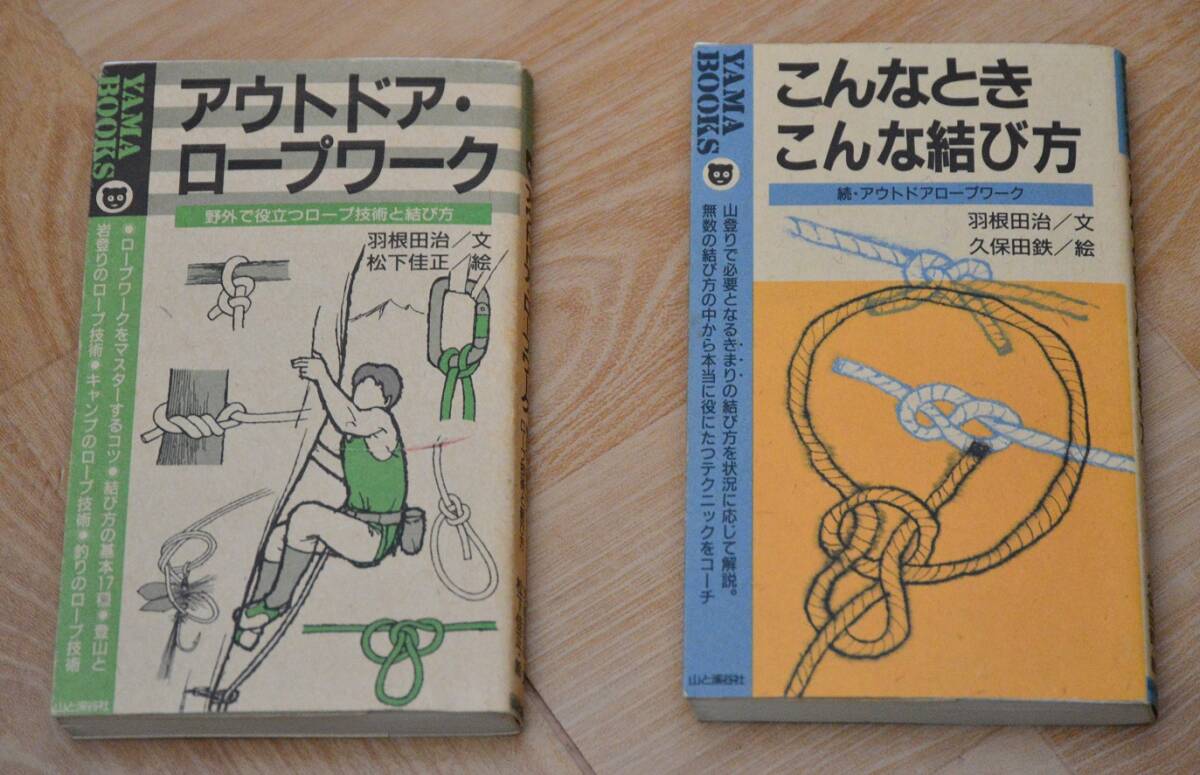 YAMA
BOOKS
アウトドア・
ロープワーク
野外で役立つロープ技術と結び方
羽根田治／文
松下佳正／絵
●ロープワークをマスターするコツ●結び方の基本17種●登山と
岩登りのロープ技術●キャンプのロープ技術●釣りのロープ技術
山と溪谷社
YAMA
BOOKS
こんなとき
こんな結び方
続・アウトドアロープワーク
羽根田治／文
久保田鉄／絵
山登りで必要となるきまりの結び方を状況に応じて解説。
無数の結び方の中から本当に役にたつテクニックをコーチ
山と溪谷社